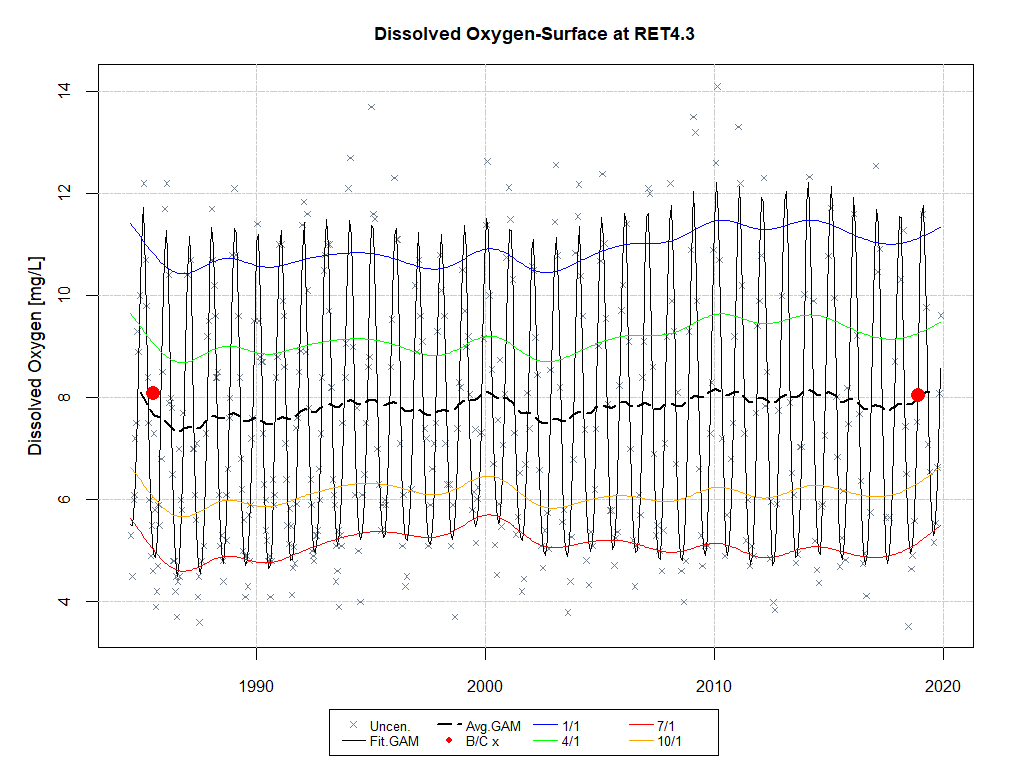 Dissolved Oxygen-Surface at RET4.3
Dissolved Oxygen [mg/L]
14
12
10
8
6
4
1990 2000 2010 2020
Uncen. Avg.GAM 1/1 7/1
Fit.GAM B/C x 4/1 10/1